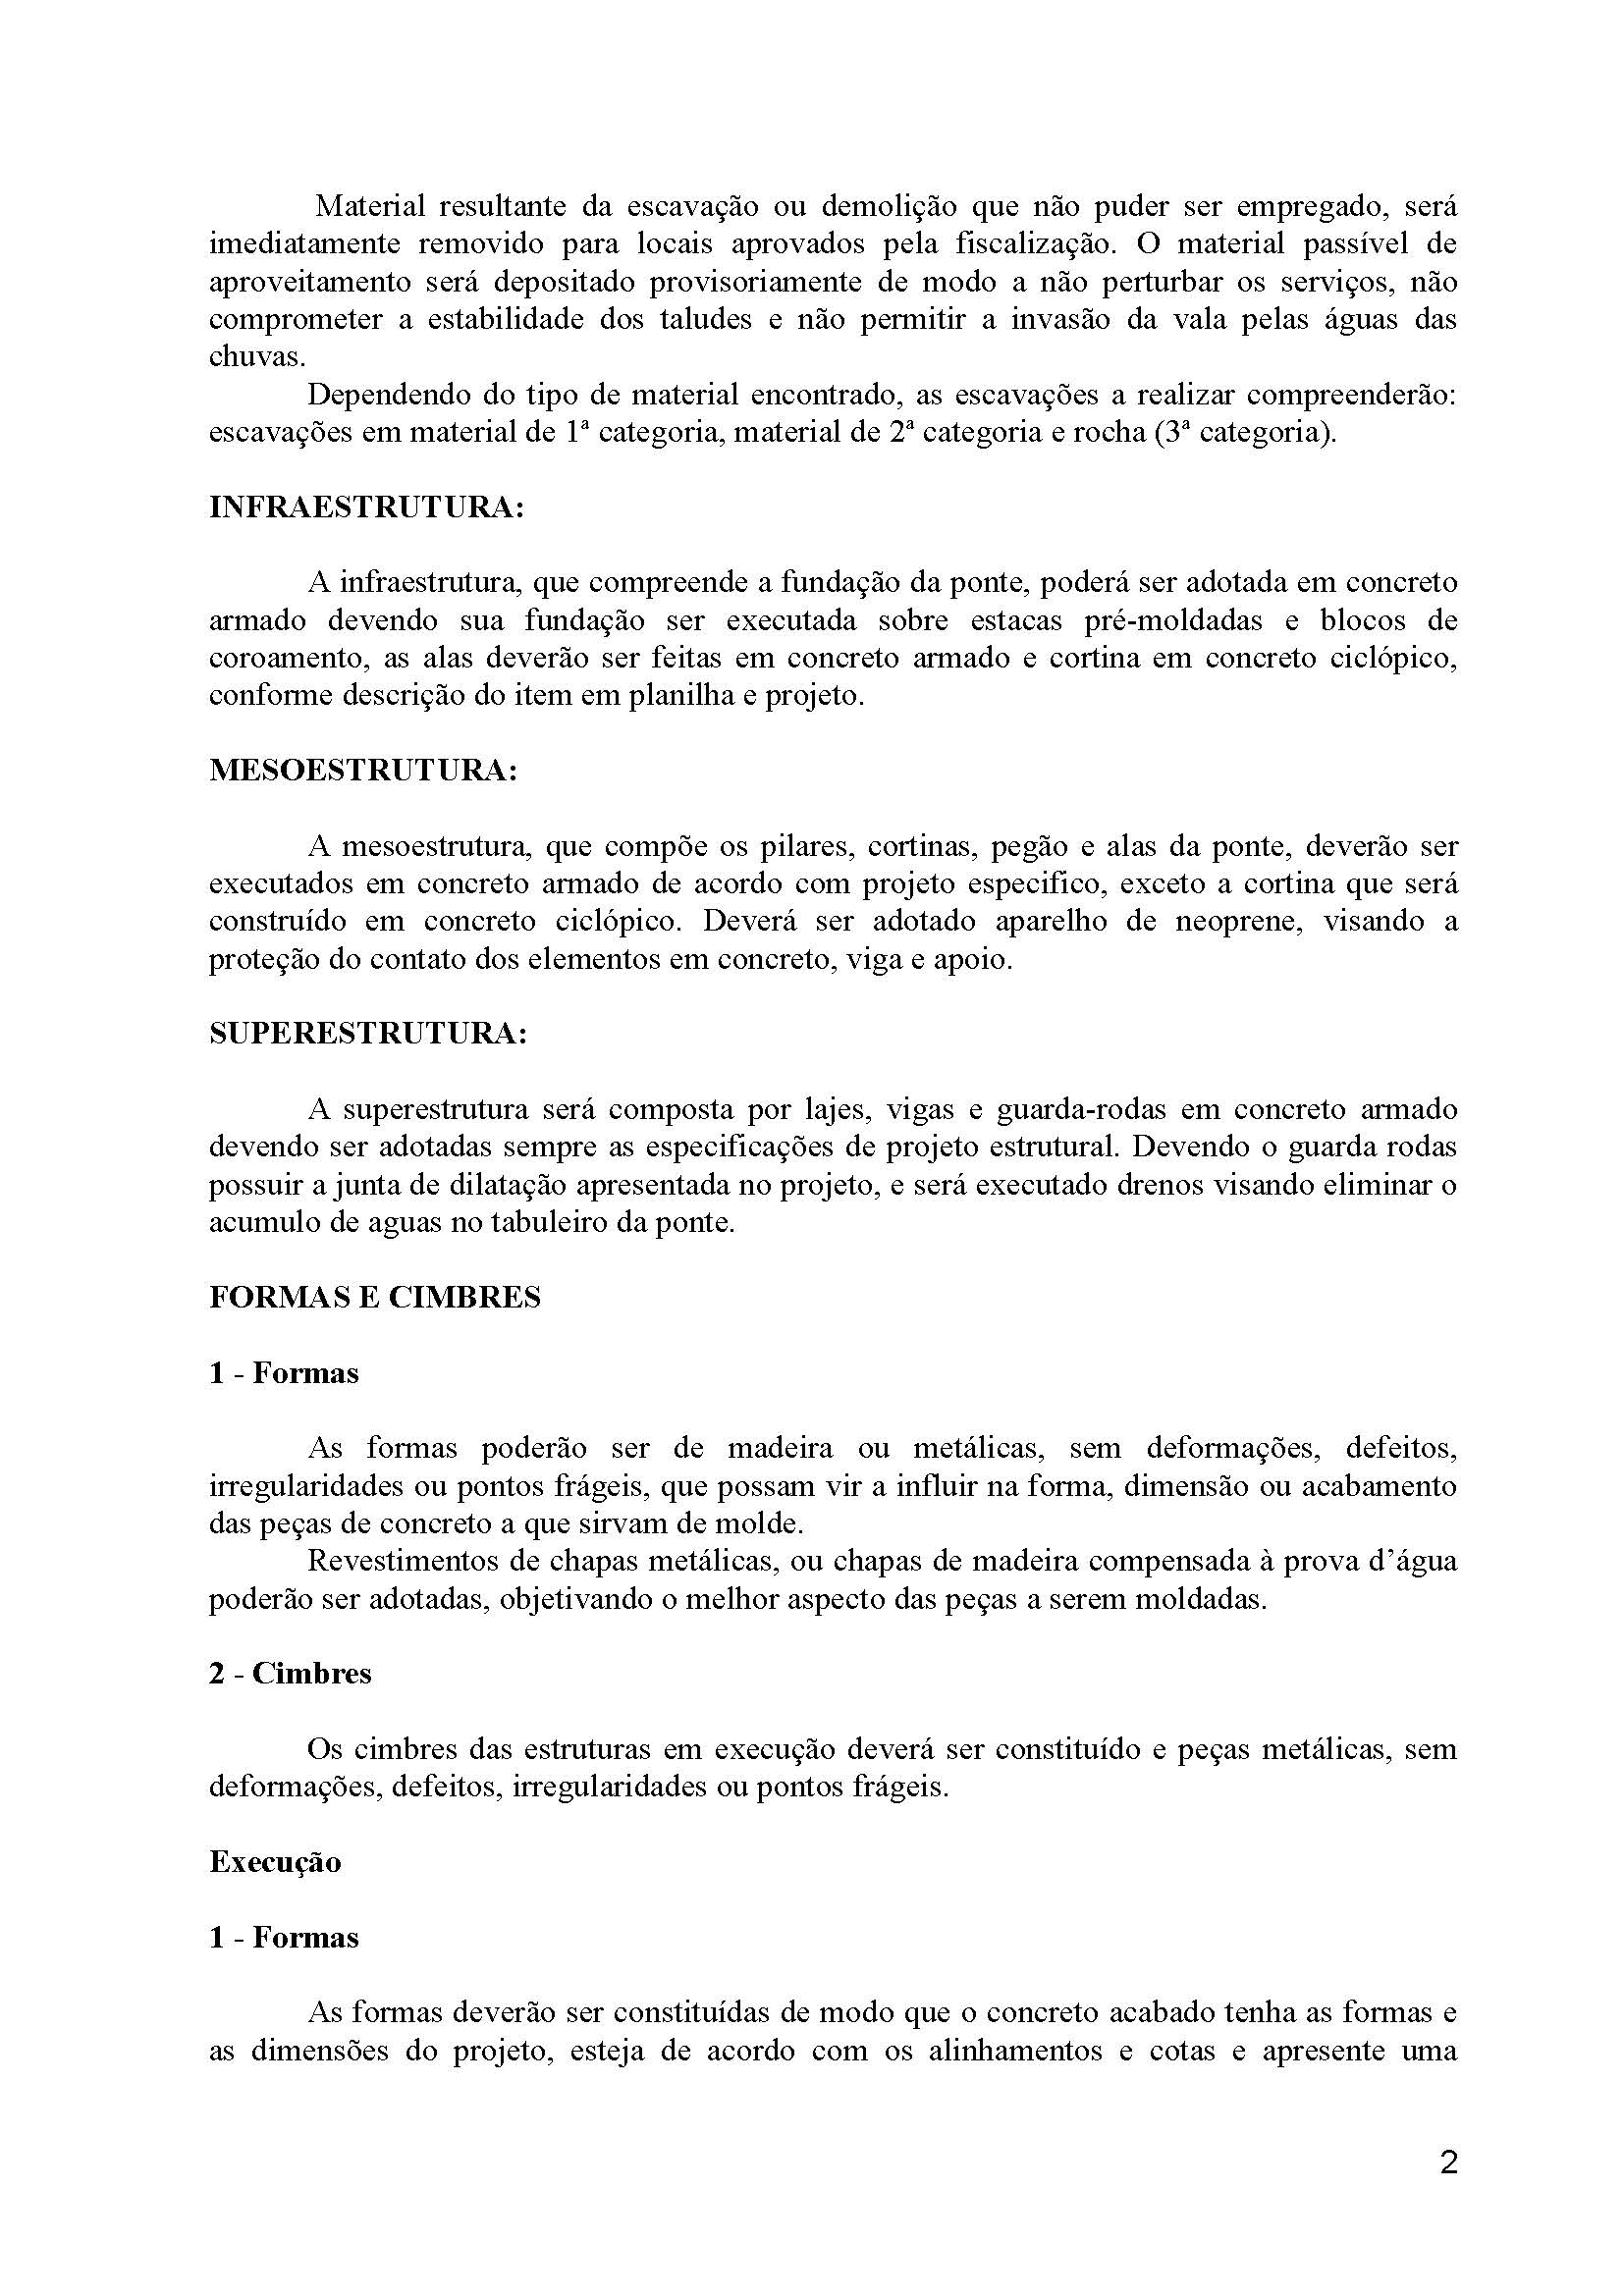 Material resultante da escavação ou demolição que não puder ser empregado, será
imediatamente removido para locais aprovados pela fiscalização. O material passível de
aproveitamento será depositado provisoriamente de modo a não perturbar os serviços, não
comprometer a estabilidade dos taludes e não permitir a invasão da vala pelas águas das
chuvas.
Dependendo do tipo de material encontrado, as escavações a realizar compreenderão:
escavações em material de 1ª categoria, material de 2ª categoria e rocha (3ª categoria).
INFRAESTRUTURA:
A infraestrutura, que compreende a fundação da ponte, poderá ser adotada em concreto
armado devendo sua fundação ser executada sobre estacas pré-moldadas e blocos de
coroamento, as alas deverão ser feitas em concreto armado e cortina em concreto ciclópico,
conforme descrição do item em planilha e projeto.
MESOESTRUTURA:
A mesoestrutura, que compõe os pilares, cortinas, pegão e alas da ponte, deverão ser
executados em concreto armado de acordo com projeto especifico, exceto a cortina que será
construído em concreto ciclópico. Deverá ser adotado aparelho de neoprene, visando a
proteção do contato dos elementos em concreto, viga e apoio.
SUPERESTRUTURA:
A superestrutura será composta por lajes, vigas e guarda-rodas em concreto armado
devendo ser adotadas sempre as especificações de projeto estrutural. Devendo o guarda rodas
possuir a junta de dilatação apresentada no projeto, e será executado drenos visando eliminar o
acumulo de aguas no tabuleiro da ponte.
FORMAS E CIMBRES
1 - Formas
As formas poderão ser de madeira ou metálicas, sem deformações, defeitos,
irregularidades ou pontos frágeis, que possam vir a influir na forma, dimensão ou acabamento
das peças de concreto a que sirvam de molde.
Revestimentos de chapas metálicas, ou chapas de madeira compensada à prova d’água
poderão ser adotadas, objetivando o melhor aspecto das peças a serem moldadas.
2 - Cimbres
Os cimbres das estruturas em execução deverá ser constituído e peças metálicas, sem
deformações, defeitos, irregularidades ou pontos frágeis.
Execução
1 - Formas
As formas deverão ser constituídas de modo que o concreto acabado tenha as formas e
as dimensões do projeto, esteja de acordo com os alinhamentos e cotas e apresente uma
2